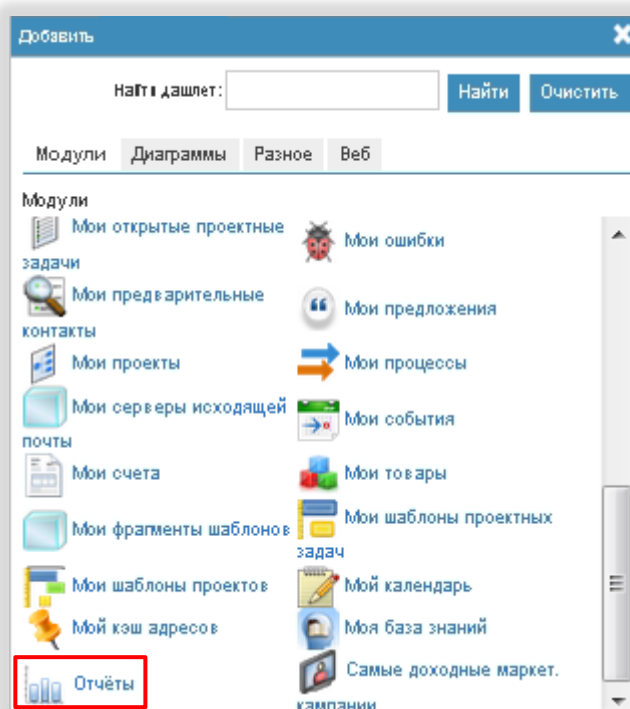 Добавить
Найти дашлет:
Найти
Очистить
Модули
Диаграммы
Разное
Веб
Модули
Мои открытые проектные
задачи
Мои ошибки
Мои предварительные
контакты
Мои предложения
Мои проекты
Мои процессы
Мои серверы исходящей
почты
Мои события
Мои счета
Мои товары
Мои фрагменты шаблонов
Мои шаблоны проектных
задач
Мои шаблоны проектов
Мой календарь
Мой кэш адресов
Моя база знаний
Отчёты
Самые доходные маркет.
кампании